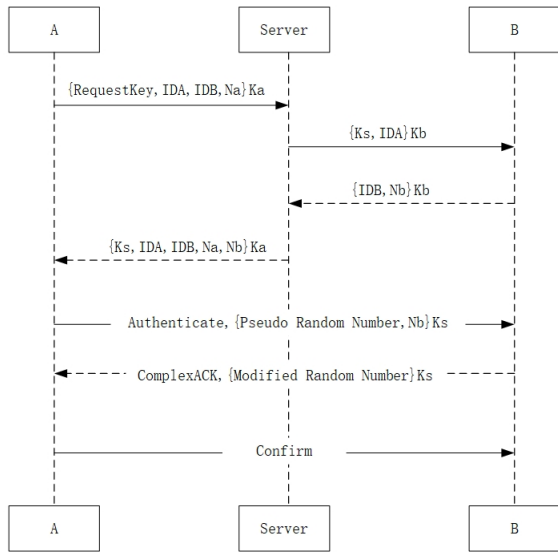 A
Server
B
{RequestKey,IDA,IDB,Na}Ka
{Ks,IDA}Kb
{IDB,Nb}Kb
{Ks,IDA,IDB,Na,Nb}Ka
Authenticate,{Pseudo Random Number,Nb}Ks
ComplexACK,{Modified Random Number}Ks
Confirm
A
Server
B